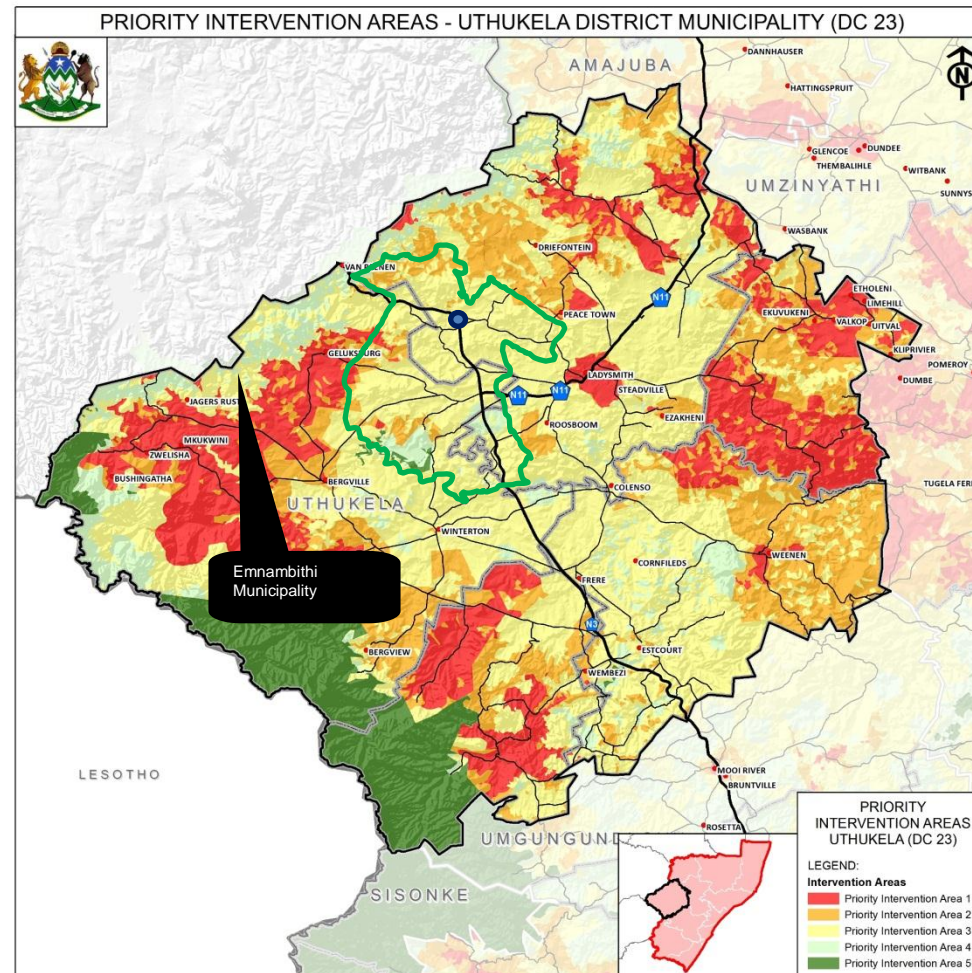 PRIORITY INTERVENTION AREAS - UTHUKELA DISTRICT MUNICIPALITY (DC 23)
N
DANNHAUSER
AMAJUBA
HATTINGSPRUIT
GLENCOE
DUNDEE
THEMBALIHLE
WITBANK
UMZINYATHI
SUNNYS
WASBANK
DRIEFONTEIN
VAN REENEN
ETHOLENI
LIMEHILL
N11
EKUVUKENI
VALKOP
UITVAL
PEACE TOWN
KLIPRIVIER
GELUKSBURG
POMEROY
LADYSMITH
DUMBE
STEADVILLE
N11
N11
JAGERS RUST
EZAKHENI
ROOSBOOM
MKUKWINI
ZWELISHA
BUSHINGATHA
BERGVILLE
COLENSO
TUGELA FER
UTHUKELA
WINTERTON
WEENEN
CORNFILEDS
Emnambithi
Municipality
FRERE
N3
BERGVIEW
ESTCOURT
WEMBEZI
LESOTHO
MOOI RIVER
BRUNTVILLE
ROSETTA
UMGUNGUND
SISONKE
PRIORITY
INTERVENTION AREAS
UTHUKELA (DC 23)
LEGEND:
Intervention Areas
Priority Intervention Area 1
Priority Intervention Area 2
Priority Intervention Area 3
Priority Intervention Area 4
Priority Intervention Area 5